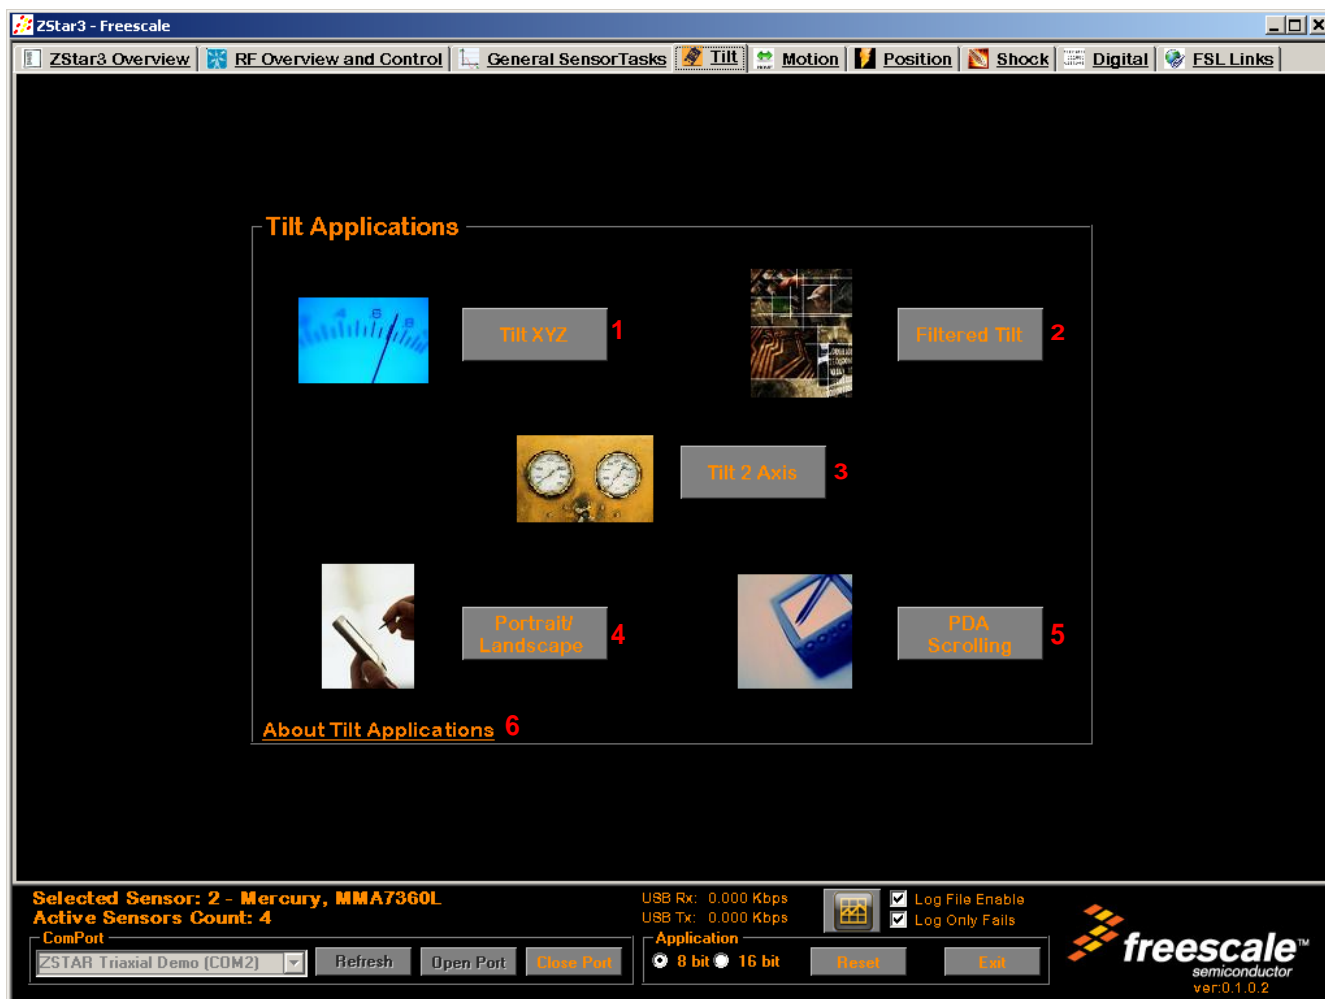 ZStar3 - Freescale
ZStar3 Overview RF Overview and Control General SensorTasks Tilt Motion Position Shock Digital FSL Links
Tilt Applications
Tilt XYZ 1
Filtered Tilt 2
Tilt 2 Axis 3
Portrait/
Landscape 4
PDA
Scrolling 5
About Tilt Applications 6
Selected Sensor: 2 - Mercury, MMA7360L
Active Sensors Count: 4
ComPort
ZSTAR Triaxial Demo (COM2) Refresh Open Port Close Port
USB Rx: 0.000 Kbps
USB Tx: 0.000 Kbps
Log File Enable
Log Only Fails
Application
8 bit 16 bit Reset Exit
freescale™
semiconductor
ver:0.1.0.2